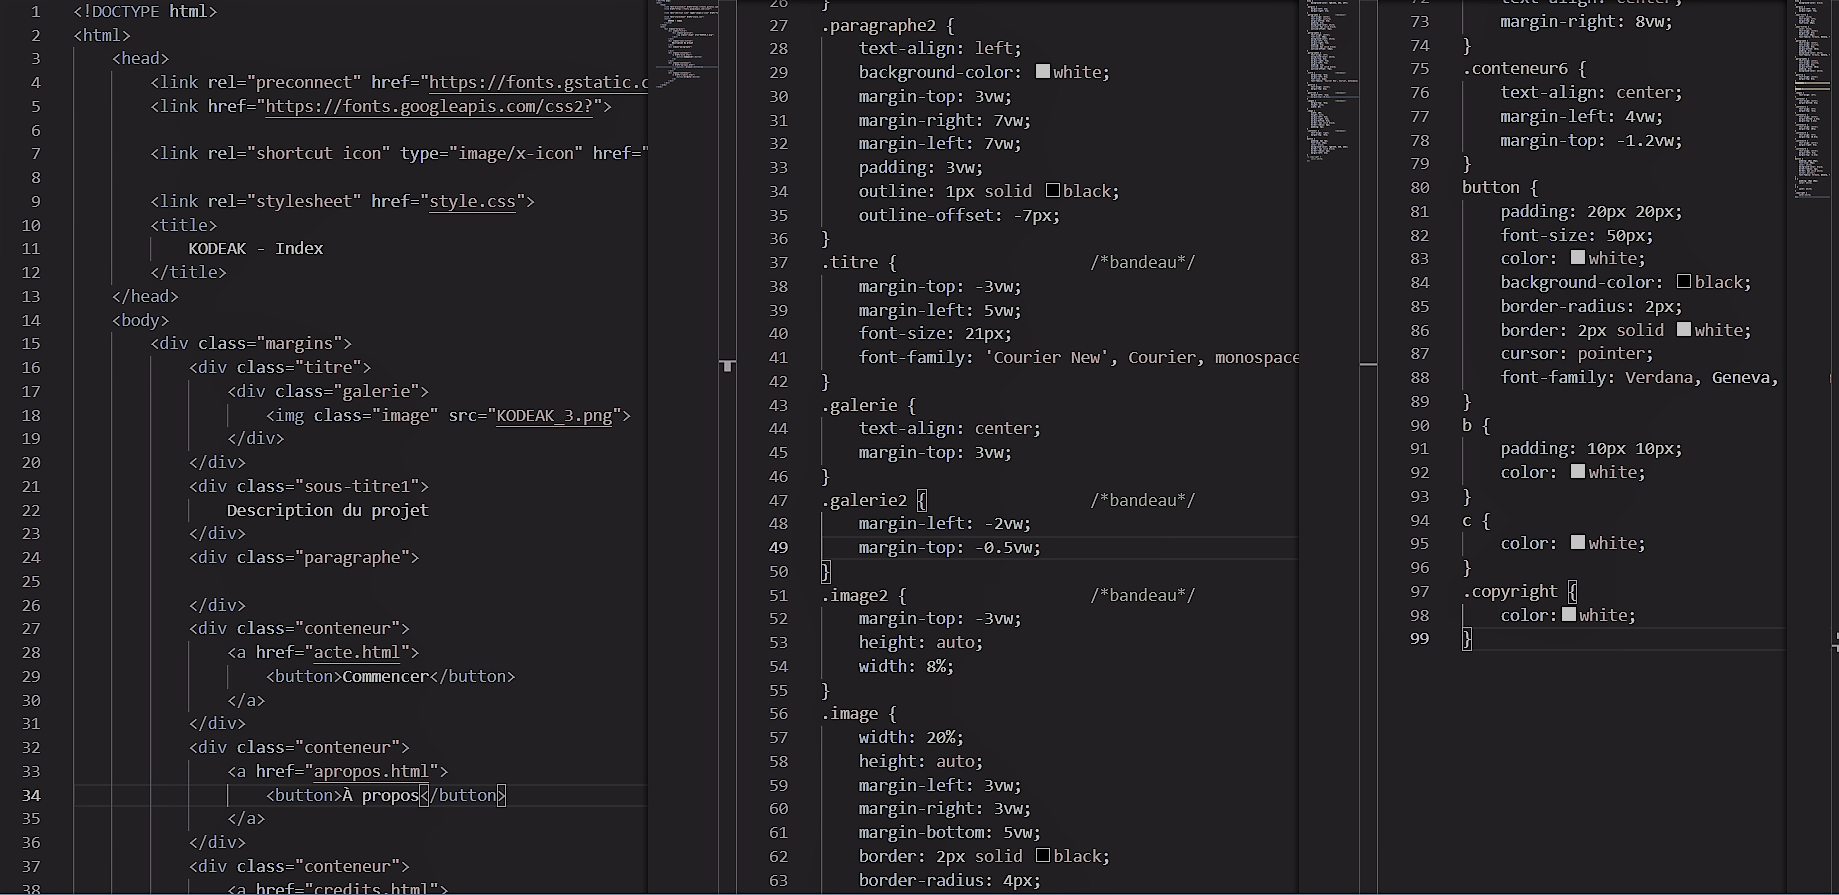 1 <!DOCTYPE html>
2 <html>
3 <head>
4 <link rel="preconnect" href="https://fonts.gstatic.c
5 <link href="https://fonts.googleapis.com/css2?">
6
7 <link rel="shortcut icon" type="image/x-icon" href="
8
9 <link rel="stylesheet" href="style.css">
10 <title>
11 KODEAK - Index
12 </title>
13 </head>
14 <body>
15 <div class="margins">
16 <div class="titre">
17 <div class="galerie">
18 <img class="image" src="KODEAK_3.png">
19 </div>
20 </div>
21 <div class="sous-titre1">
22 Description du projet
23 </div>
24 <div class="paragraphe">
25
26 </div>
27 <div class="conteneur">
28 <a href="acte.html">
29 <button>Commencer</button>
30 </a>
31 </div>
32 <div class="conteneur">
33 <a href="apropos.html">
34 <button>À propos</button>
35 </a>
36 </div>
37 <div class="conteneur">
38 <a href="credits.html">
26 }
27 .paragraphe2 {
28 text-align: left;
29 background-color: white;
30 margin-top: 3vw;
31 margin-right: 7vw;
32 margin-left: 7vw;
33 padding: 3vw;
34 outline: 1px solid black;
35 outline-offset: -7px;
36 }
37 .titre { /*bandeau*/
38 margin-top: -3vw;
39 margin-left: 5vw;
40 font-size: 21px;
41 font-family: 'Courier New', Courier, monospace
42 }
43 .galerie {
44 text-align: center;
45 margin-top: 3vw;
46 }
47 .galerie2 { /*bandeau*/
48 margin-left: -2vw;
49 margin-top: -0.5vw;
50 }
51 .image2 { /*bandeau*/
52 margin-top: -3vw;
53 height: auto;
54 width: 8%;
55 }
56 .image {
57 width: 20%;
58 height: auto;
59 margin-left: 3vw;
60 margin-right: 3vw;
61 margin-bottom: 5vw;
62 border: 2px solid black;
63 border-radius: 4px;
72 text-align: center;
73 margin-right: 8vw;
74 }
75 .conteneur6 {
76 text-align: center;
77 margin-left: 4vw;
78 margin-top: -1.2vw;
79 }
80 button {
81 padding: 20px 20px;
82 font-size: 50px;
83 color: white;
84 background-color: black;
85 border-radius: 2px;
86 border: 2px solid white;
87 cursor: pointer;
88 font-family: Verdana, Geneva,
89 }
90 b {
91 padding: 10px 10px;
92 color: white;
93 }
94 c {
95 color: white;
96 }
97 .copyright {
98 color: white;
99 }